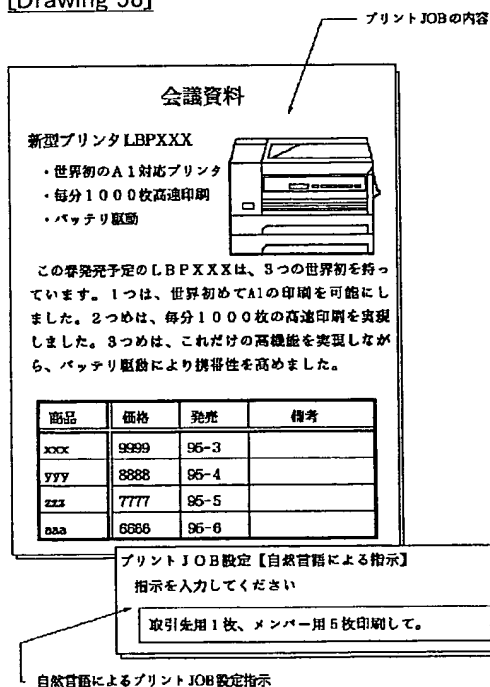 [Drawing 58]
プリントJOBの内容
会議資料
新型プリンタLBPXXX
・世界初のA1対応プリンタ
・毎分1000枚高速印刷
・バッテリ駆動
この春発売予定のLBPXXXは、3つの世界初を持っ
ています。1つは、世界初めてA1の印刷を可能にし
ました。2つめは、毎分1000枚の高速印刷を実現
しました。3つめは、これだけの高機能を実現しなが
ら、バッテリ駆動により携帯性を高めました。
商品 価格 発売 備考
xxx 9999 95-3
yyy 8888 95-4
zzz 7777 95-5
aaa 6666 95-6
プリントJOB設定【自然言語による指示】
指示を入力してください
取引先用1枚、メンバー用5枚印刷して。
自然言語によるプリントJOB設定指示